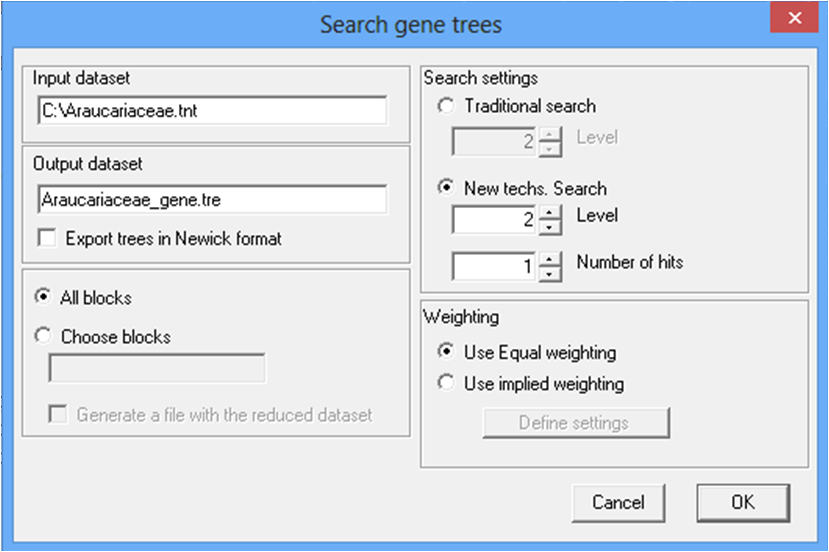 Search gene trees
Input dataset
C:\Araucariaceae.tnt
Output dataset
Araucariaceae_gene.tre
Export trees in Newick format
All blocks
Choose blocks
Generate a file with the reduced dataset
Search settings
Traditional search
2 Level
New techs. Search
2 Level
1 Number of hits
Weighting
Use Equal weighting
Use implied weighting
Define settings
Cancel OK